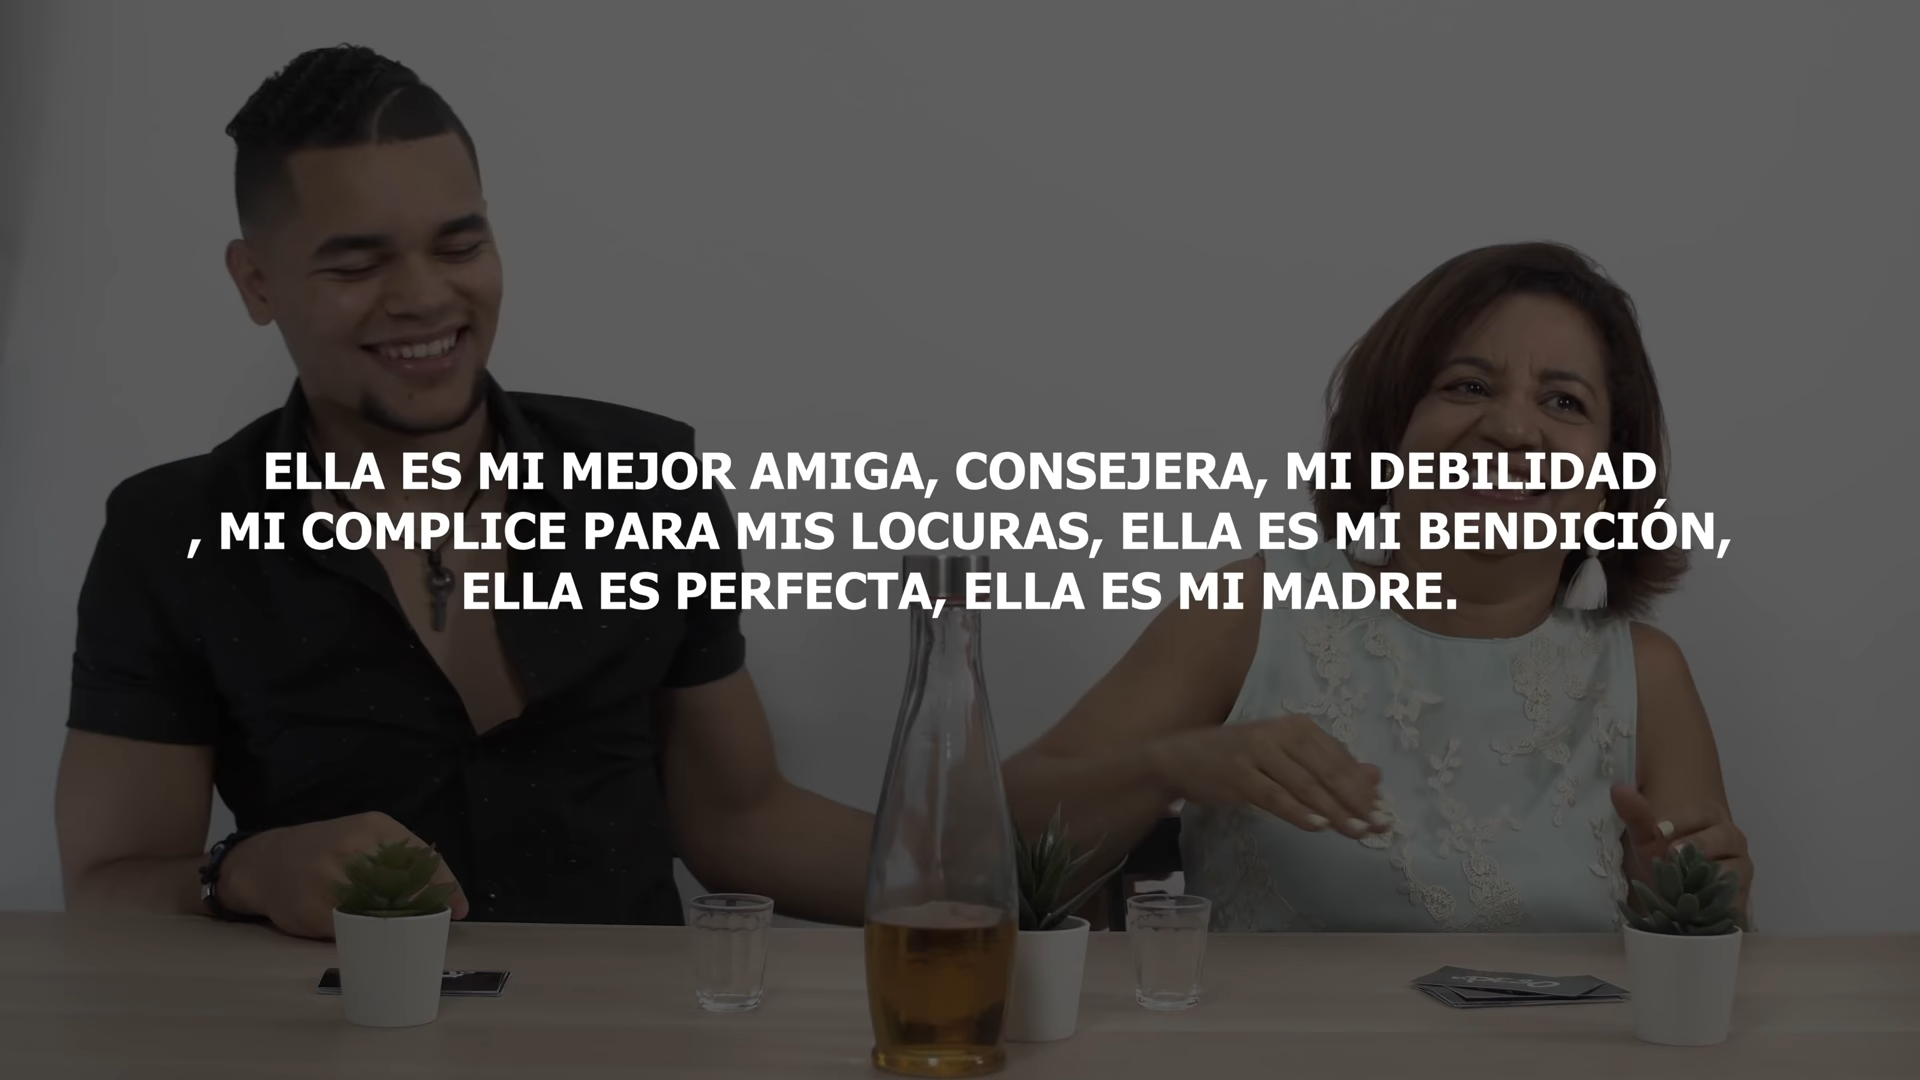 ELLA ES MI MEJOR AMIGA, CONSEJERA, MI DEBILIDAD
, MI COMPLICE PARA MIS LOCURAS, ELLA ES MI BENDICIÓN,
ELLA ES PERFECTA, ELLA ES MI MADRE.